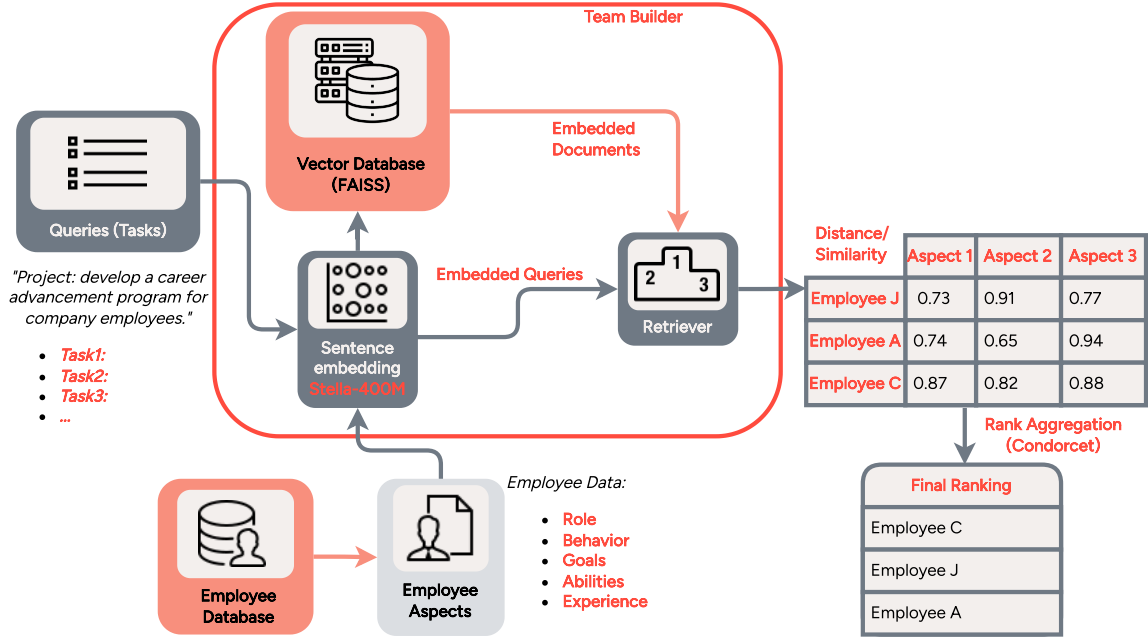 Team Builder
Vector Database
(FAISS)
Embedded
Documents
Queries (Tasks)
"Project: develop a career
advancement program for
company employees."
• Task1:
• Task2:
• Task3:
• ...
Sentence
embedding
Stella-400M
Embedded Queries
1
2
3
Retriever
Distance/
Similarity
Aspect 1 Aspect 2 Aspect 3
Employee J 0.73 0.91 0.77
Employee A 0.74 0.65 0.94
Employee C 0.87 0.82 0.88
Rank Aggregation
(Condorcet)
Final Ranking
Employee C
Employee J
Employee A
Employee
Database
Employee
Aspects
Employee Data:
• Role
• Behavior
• Goals
• Abilities
• Experience